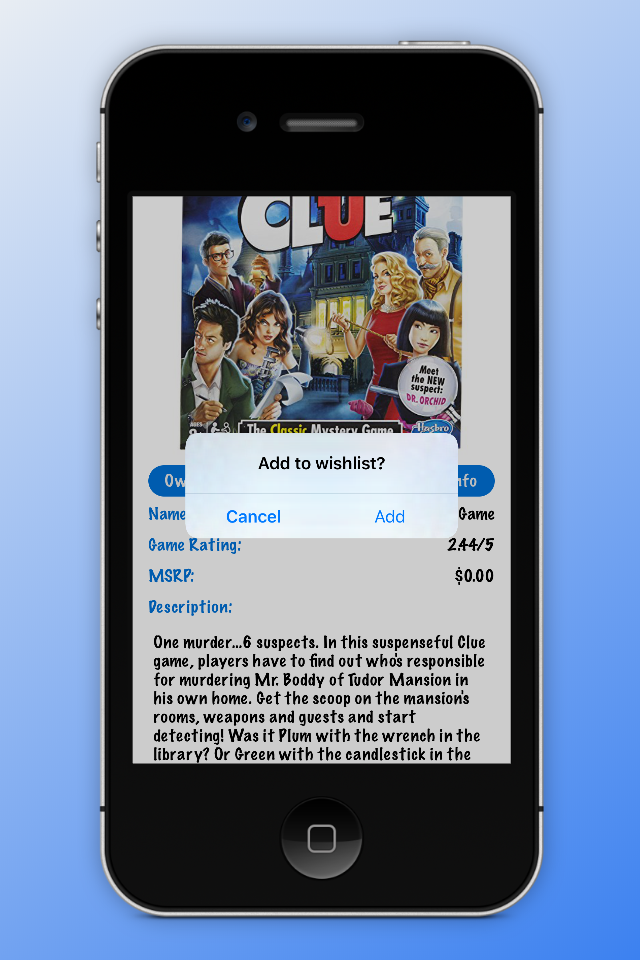 CLUE
Meet
the NEW
suspect:
DR. ORCHID
AGES
The Classic Mystery Game
Hasbro
Add to wishlist?
Cancel Add
Name Game
Game Rating: 2.44/5
MSRP: $0.00
Description:
One murder...6 suspects. In this suspenseful Clue
game, players have to find out who's responsible
for murdering Mr. Boddy of Tudor Mansion in
his own home. Get the scoop on the mansion's
rooms, weapons and guests and start
detecting! Was it Plum with the wrench in the
library? Or Green with the candlestick in the